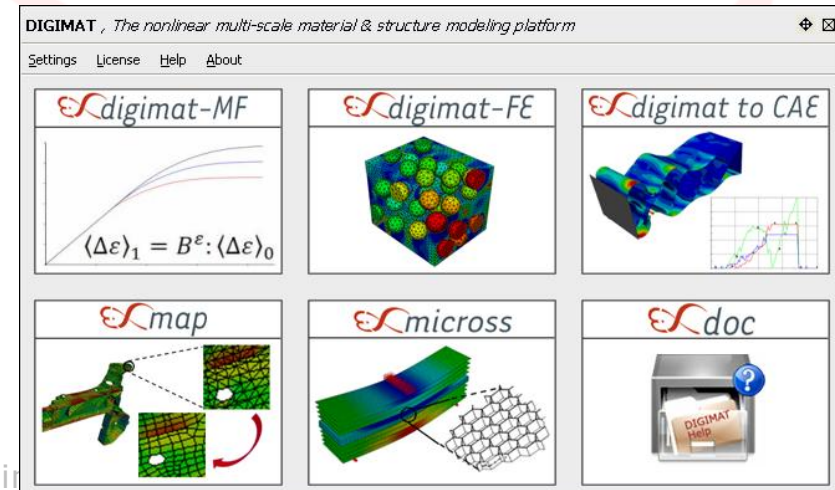 DIGIMAT , The nonlinear multi-scale material & structure modeling platform
Settings License Help About
digimat-MF
digimat-FE
digimat to CAE
⟨Δε⟩₁ = Bᵋ:⟨Δε⟩₀
map
micross
doc
?
DIGIMAT
Help